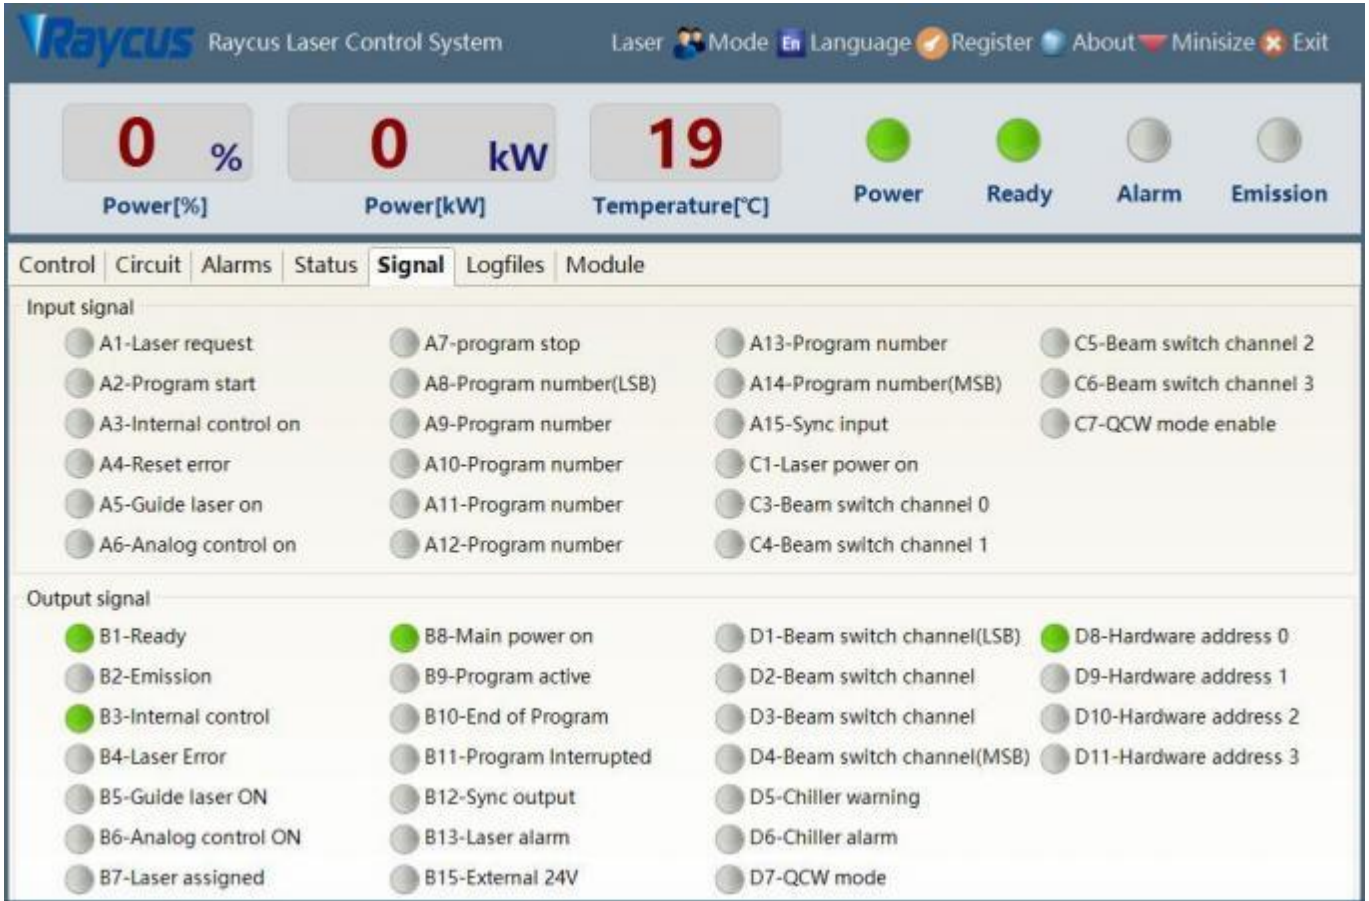 Raycus Raycus Laser Control System Laser Mode En Language Register About Minisize Exit
0 % 0 kW 19
Power[%] Power[kW] Temperature[℃] Power Ready Alarm Emission
Control Circuit Alarms Status Signal Logfiles Module
Input signal
A1-Laser request A7-program stop A13-Program number C5-Beam switch channel 2
A2-Program start A8-Program number(LSB) A14-Program number(MSB) C6-Beam switch channel 3
A3-Internal control on A9-Program number A15-Sync input C7-QCW mode enable
A4-Reset error A10-Program number C1-Laser power on
A5-Guide laser on A11-Program number C3-Beam switch channel 0
A6-Analog control on A12-Program number C4-Beam switch channel 1
Output signal
B1-Ready B8-Main power on D1-Beam switch channel(LSB) D8-Hardware address 0
B2-Emission B9-Program active D2-Beam switch channel D9-Hardware address 1
B3-Internal control B10-End of Program D3-Beam switch channel D10-Hardware address 2
B4-Laser Error B11-Program Interrupted D4-Beam switch channel(MSB) D11-Hardware address 3
B5-Guide laser ON B12-Sync output D5-Chiller warning
B6-Analog control ON B13-Laser alarm D6-Chiller alarm
B7-Laser assigned B15-External 24V D7-QCW mode